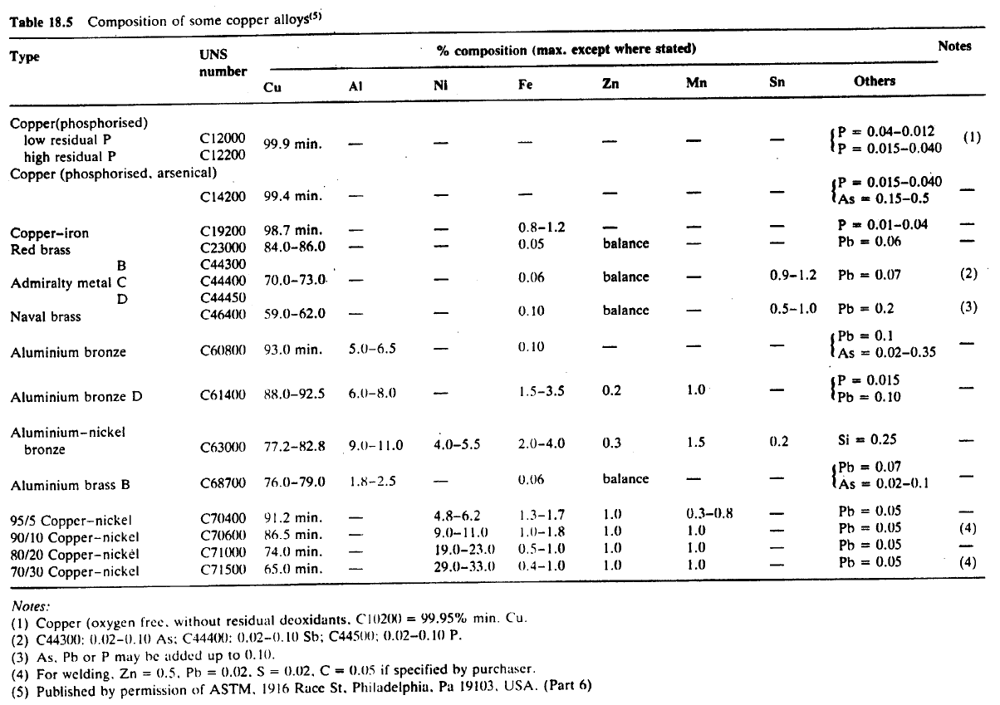 Table 18.5 Composition of some copper alloys(5)
Type UNS number % composition (max. except where stated) Notes
Cu Al Ni Fe Zn Mn Sn Others
Copper(phosphorised)
low residual P C12000 99.9 min. — — — — — — { P = 0.04–0.012 (1)
high residual P C12200 { P = 0.015–0.040
Copper (phosphorised, arsenical)
C14200 99.4 min. — — — — — — { P = 0.015–0.040 As = 0.15–0.5 —
Copper–iron C19200 98.7 min. — — 0.8–1.2 — — — P = 0.01–0.04 —
Red brass C23000 84.0–86.0 — — 0.05 balance — — Pb = 0.06 —
B C44300
Admiralty metal C C44400 70.0–73.0 — — 0.06 balance — 0.9–1.2 Pb = 0.07 (2)
D C44450
Naval brass C46400 59.0–62.0 — — 0.10 balance — 0.5–1.0 Pb = 0.2 (3)
Aluminium bronze C60800 93.0 min. 5.0–6.5 — 0.10 — — — { Pb = 0.1 As = 0.02–0.35 —
Aluminium bronze D C61400 88.0–92.5 6.0–8.0 — 1.5–3.5 0.2 1.0 — { P = 0.015 Pb = 0.10 —
Aluminium–nickel
bronze C63000 77.2–82.8 9.0–11.0 4.0–5.5 2.0–4.0 0.3 1.5 0.2 Si = 0.25 —
Aluminium brass B C68700 76.0–79.0 1.8–2.5 — 0.06 balance — — { Pb = 0.07 As = 0.02–0.1 —
95/5 Copper–nickel C70400 91.2 min. — 4.8–6.2 1.3–1.7 1.0 0.3–0.8 — Pb = 0.05 —
90/10 Copper–nickel C70600 86.5 min. — 9.0–11.0 1.0–1.8 1.0 1.0 — Pb = 0.05 (4)
80/20 Copper–nickel C71000 74.0 min. — 19.0–23.0 0.5–1.0 1.0 1.0 — Pb = 0.05 —
70/30 Copper–nickel C71500 65.0 min. — 29.0–33.0 0.4–1.0 1.0 1.0 — Pb = 0.05 (4)
Notes:
(1) Copper (oxygen free, without residual deoxidants, C10200 = 99.95% min. Cu.
(2) C44300: 0.02–0.10 As; C44400: 0.02–0.10 Sb; C44500; 0.02–0.10 P.
(3) As, Pb or P may be added up to 0.10.
(4) For welding, Zn = 0.5, Pb = 0.02, S = 0.02, C = 0.05 if specified by purchaser.
(5) Published by permission of ASTM, 1916 Race St, Philadelphia, Pa 19103, USA. (Part 6)